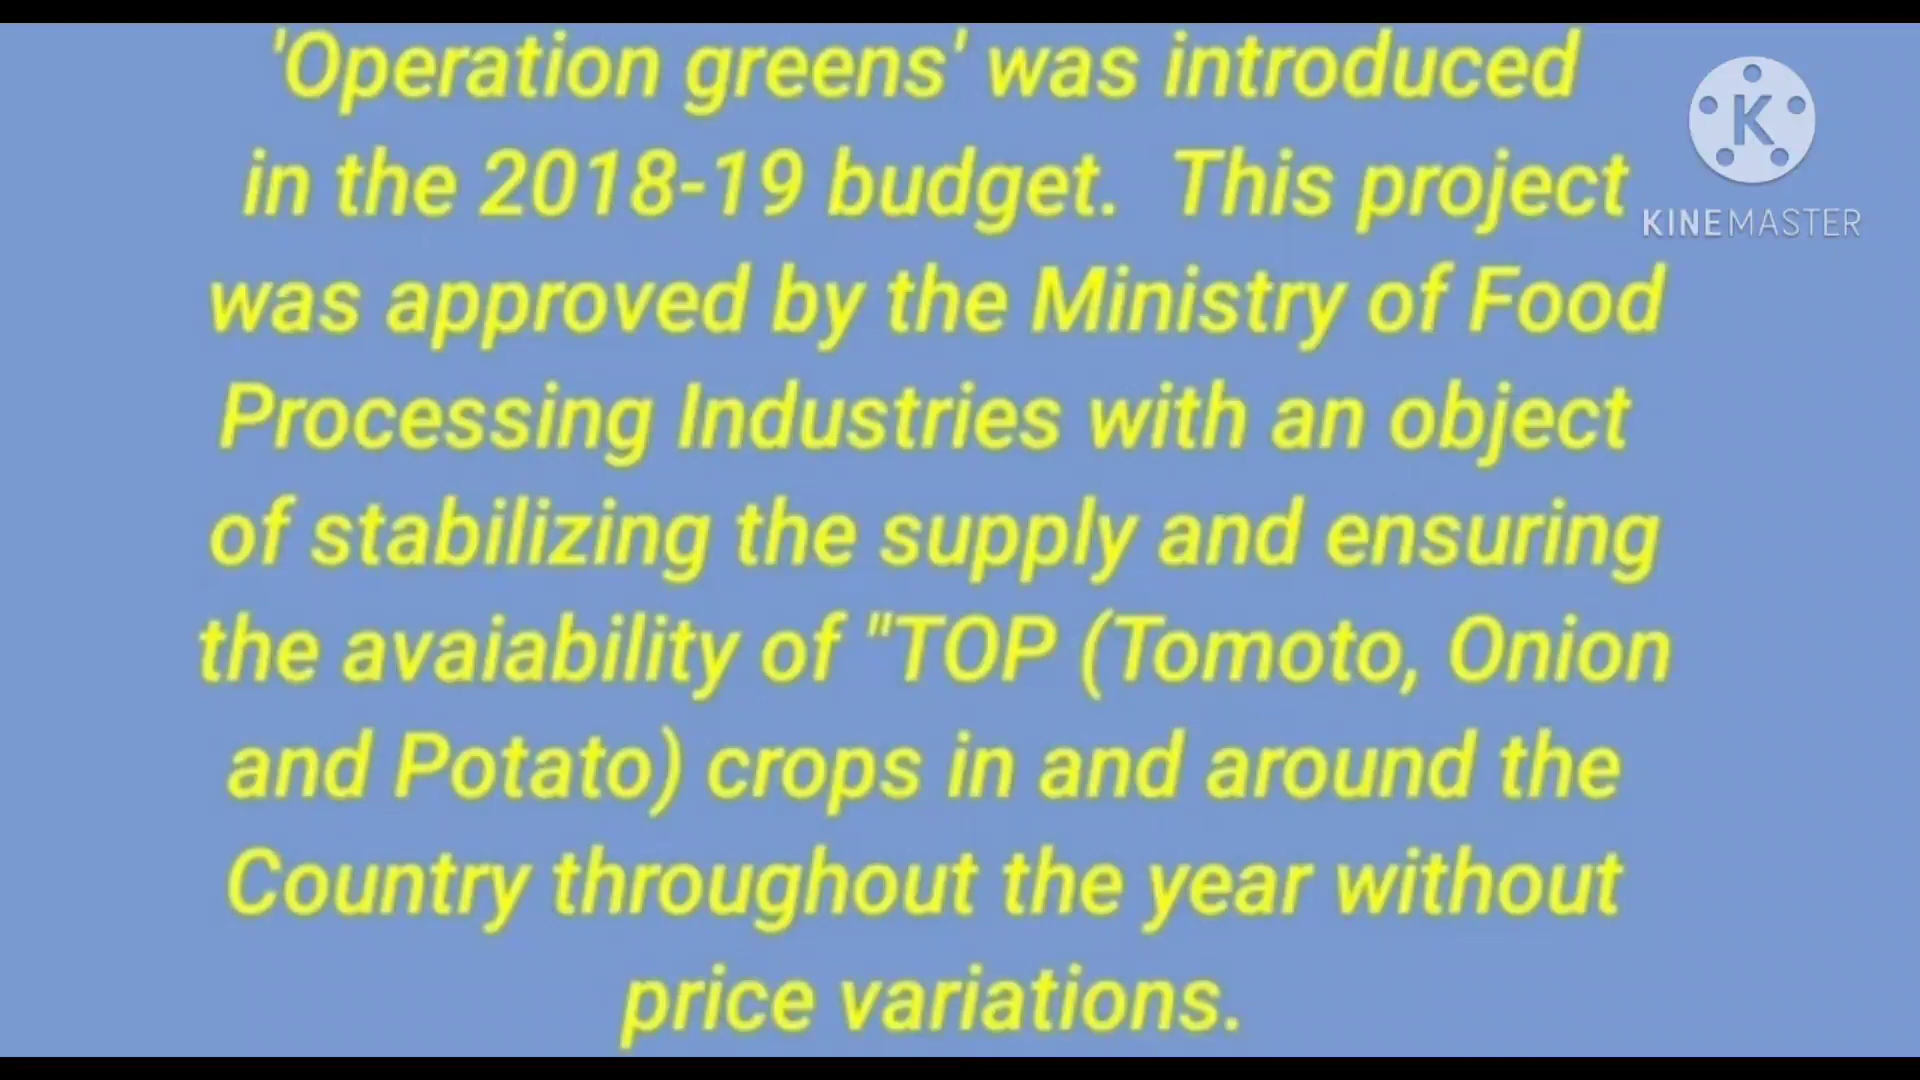 'Operation greens' was introduced
in the 2018-19 budget. This project
was approved by the Ministry of Food
Processing Industries with an object
of stabilizing the supply and ensuring
the avaiability of "TOP (Tomoto, Onion
and Potato) crops in and around the
Country throughout the year without
price variations.
K
KINEMASTER